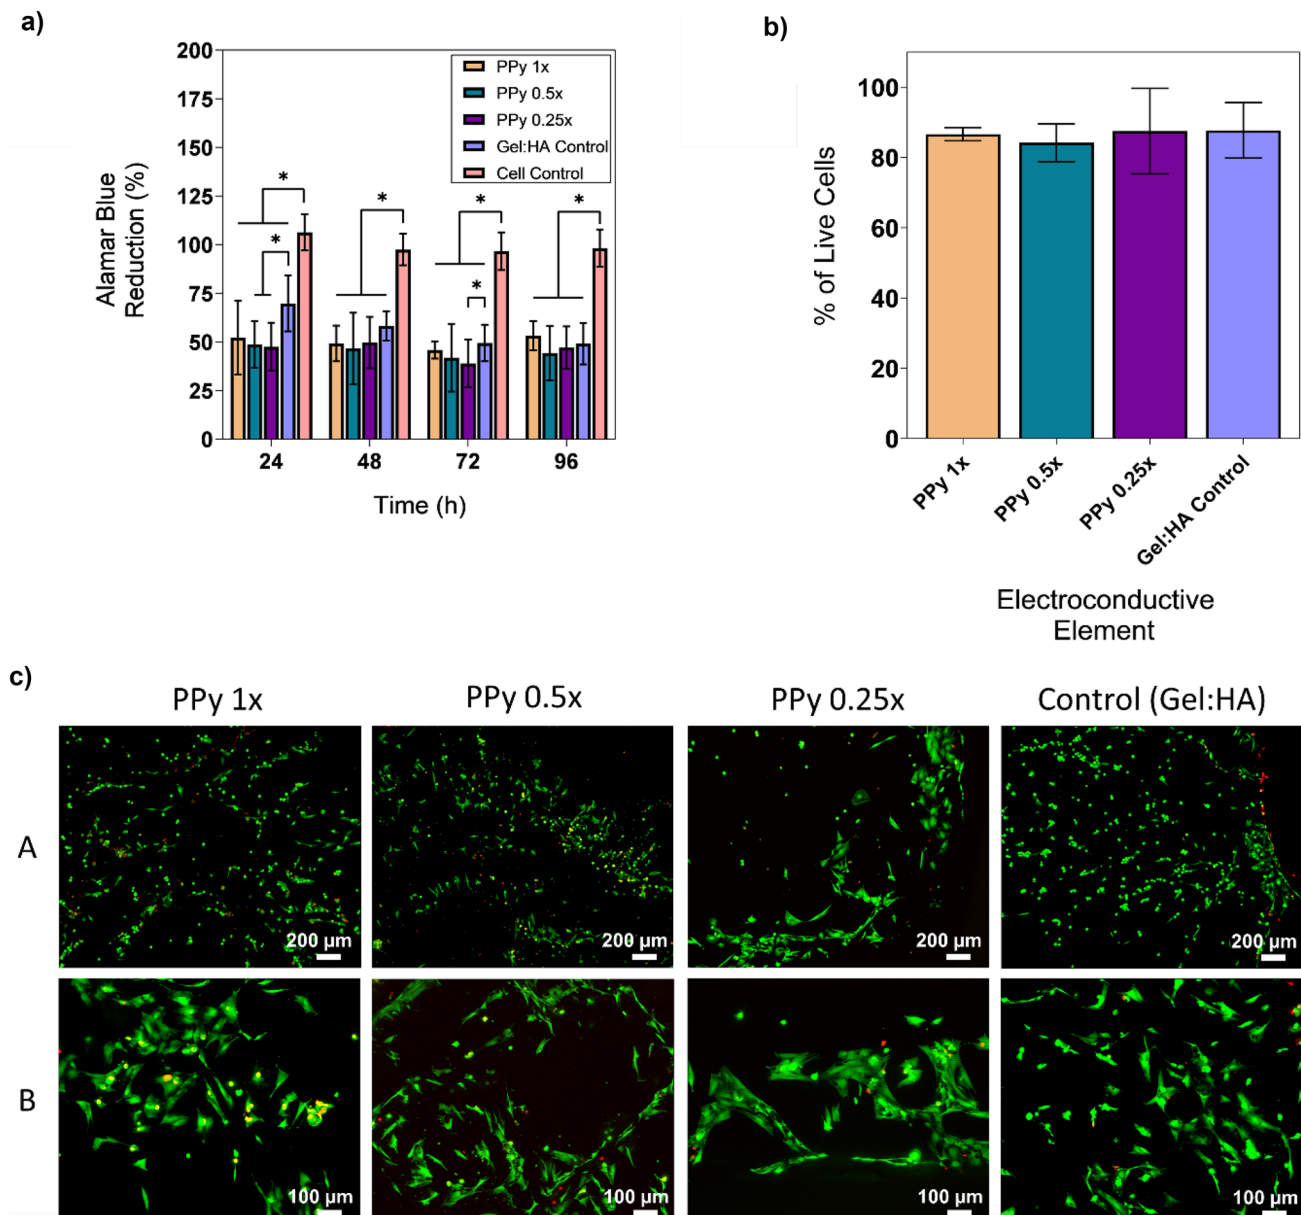 a)
200
175
150
125
100
75
50
25
0
Alamar Blue
Reduction (%)
PPy 1x
PPy 0.5x
PPy 0.25x
Gel:HA Control
Cell Control
*
*
*
*
*
*
24 48 72 96
Time (h)
b)
100
80
60
40
20
0
% of Live Cells
PPy 1x
PPy 0.5x
PPy 0.25x
Gel:HA Control
Electroconductive
Element
c)
PPy 1x PPy 0.5x PPy 0.25x Control (Gel:HA)
A
200 µm 200 µm 200 µm 200 µm
B
100 µm 100 µm 100 µm 100 µm